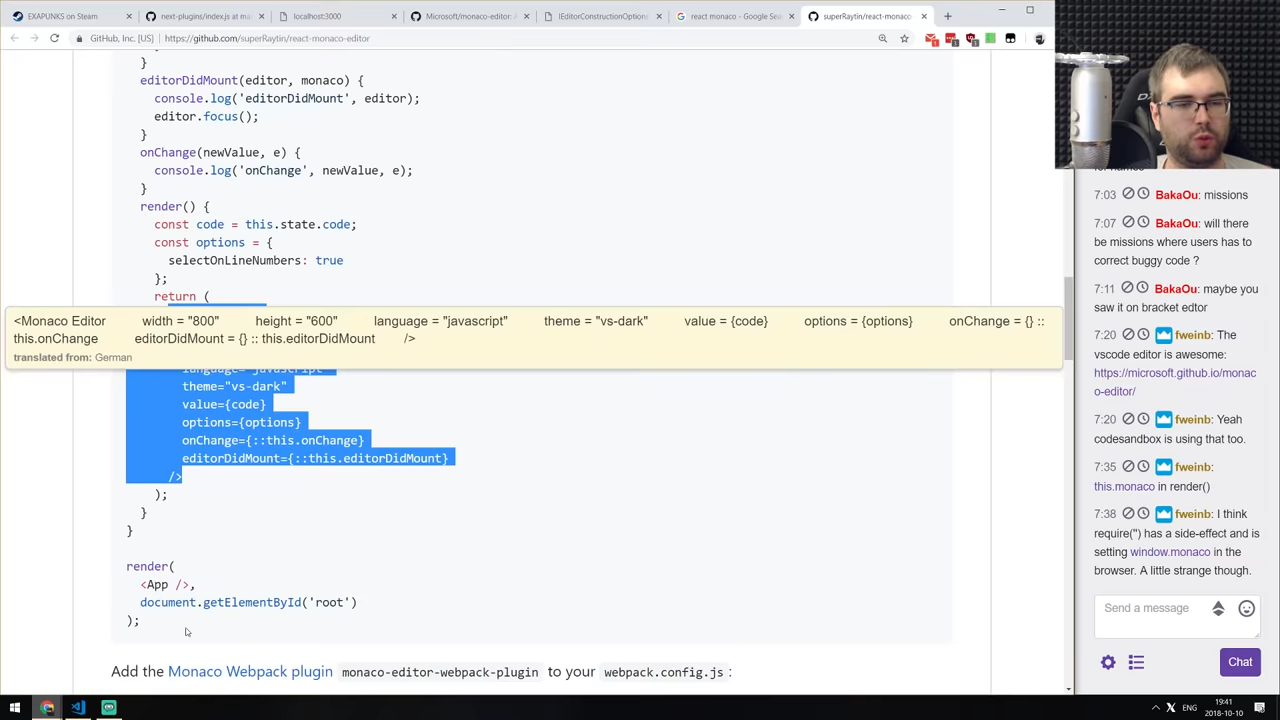 EXAPUNKS on Steam
next-plugins/index.js at ma
localhost:3000
Microsoft/monaco-editor: A
IEditorConstructionOptions
react monaco - Google Sea
superRaytin/react-monaco
GitHub, Inc. [US]
https://github.com/superRaytin/react-monaco-editor
}
editorDidMount(editor, monaco) {
console.log('editorDidMount', editor);
editor.focus();
}
onChange(newValue, e) {
console.log('onChange', newValue, e);
}
render() {
const code = this.state.code;
const options = {
selectOnLineNumbers: true
};
return (
<Monaco Editor width = "800" height = "600" language = "javascript" theme = "vs-dark" value = {code} options = {options} onChange = {} ::
this.onChange editorDidMount = {} :: this.editorDidMount />
translated from: German
language="javascript"
theme="vs-dark"
value={code}
options={options}
onChange={::this.onChange}
editorDidMount={::this.editorDidMount}
/>
);
}
}
render(
<App />,
document.getElementById('root')
);
Add the Monaco Webpack plugin monaco-editor-webpack-plugin to your webpack.config.js :
for names
7:03 BakaOu: missions
7:07 BakaOu: will there
be missions where users has to
correct buggy code ?
7:11 BakaOu: maybe you
saw it on bracket edtor
7:20 fweinb: The
vscode editor is awesome:
https://microsoft.github.io/monac
o-editor/
7:20 fweinb: Yeah
codesandbox is using that too.
7:35 fweinb:
this.monaco in render()
7:38 fweinb: I think
require('') has a side-effect and is
setting window.monaco in the
browser. A little strange though.
Send a message
Chat
ENG
19:41
2018-10-10